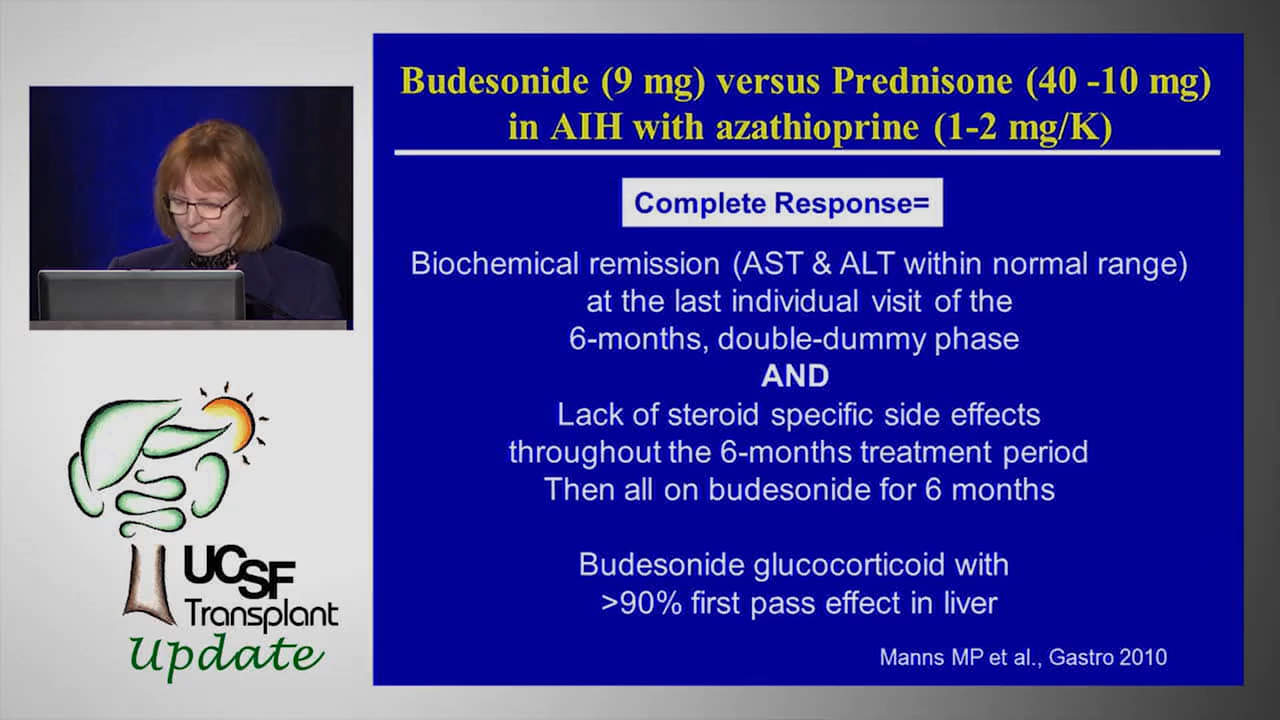 Budesonide (9 mg) versus Prednisone (40 -10 mg)
in AIH with azathioprine (1-2 mg/K)
Complete Response=
Biochemical remission (AST & ALT within normal range)
at the last individual visit of the
6-months, double-dummy phase
AND
Lack of steroid specific side effects
throughout the 6-months treatment period
Then all on budesonide for 6 months
Budesonide glucocorticoid with
>90% first pass effect in liver
Manns MP et al., Gastro 2010
UCSF
Transplant
Update